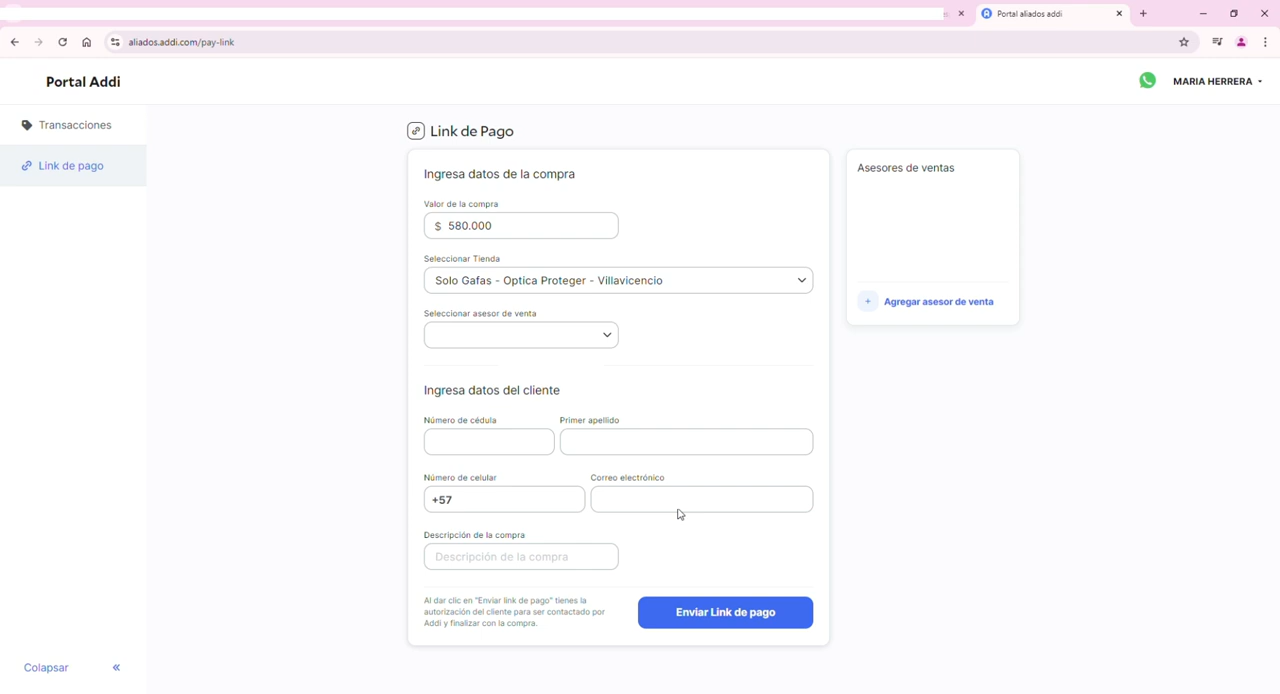 Portal aliados addi
aliados.addi.com/pay-link
Portal Addi
MARIA HERRERA
Transacciones
Link de pago
Link de Pago
Ingresa datos de la compra
Valor de la compra
$ 580.000
Seleccionar Tienda
Solo Gafas - Optica Proteger - Villavicencio
Seleccionar asesor de venta
Ingresa datos del cliente
Número de cédula
Primer apellido
Número de celular
Correo electrónico
+57
Descripción de la compra
Descripción de la compra
Al dar clic en "Enviar link de pago" tienes la
autorización del cliente para ser contactado por
Addi y finalizar con la compra.
Enviar Link de pago
Asesores de ventas
+ Agregar asesor de venta
Colapsar «